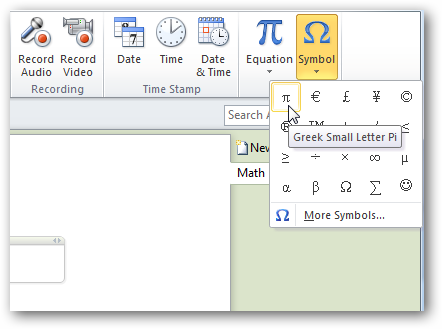 Record Audio
Record Video
Date
Time
Date & Time
Equation
Symbol
Recording
Time Stamp
π € £ ¥ ©
® ™ ≤
Greek Small Letter Pi
≥ ÷ × ∞ µ
α β Ω ∑ ☺
More Symbols...
Search
New
Math
12
7